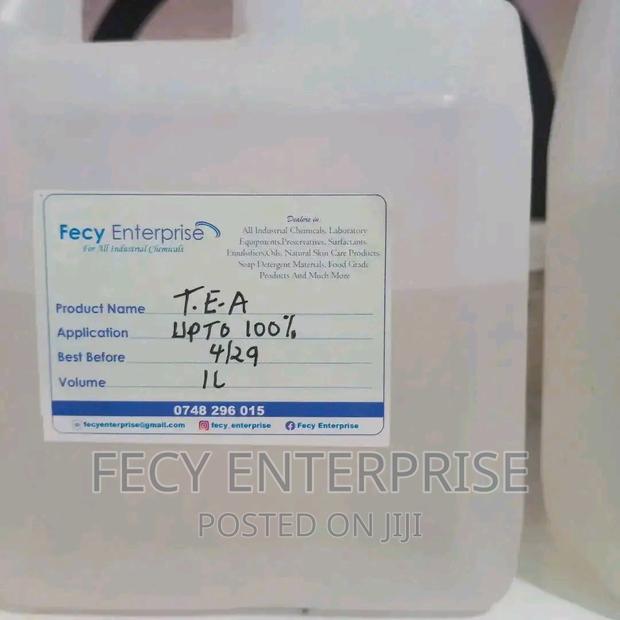 Fecy Enterprise
For All Industrial Chemicals
Dealers in
All Industrial Chemicals, Laboratory
Equipments,Preservatives, Surfactants
Emulsifiers,Oils, Natural Skin Care Products
Soap Detergent Materials, Food Grade
Products And Much More
Product Name T.E-A
Application UPTO 100%
Best Before 4/29
Volume 1L
0748 296 015
fecyenterprise@gmail.com fecy_enterprise Fecy Enterprise
FECY ENTERPRISE
POSTED ON JIJI